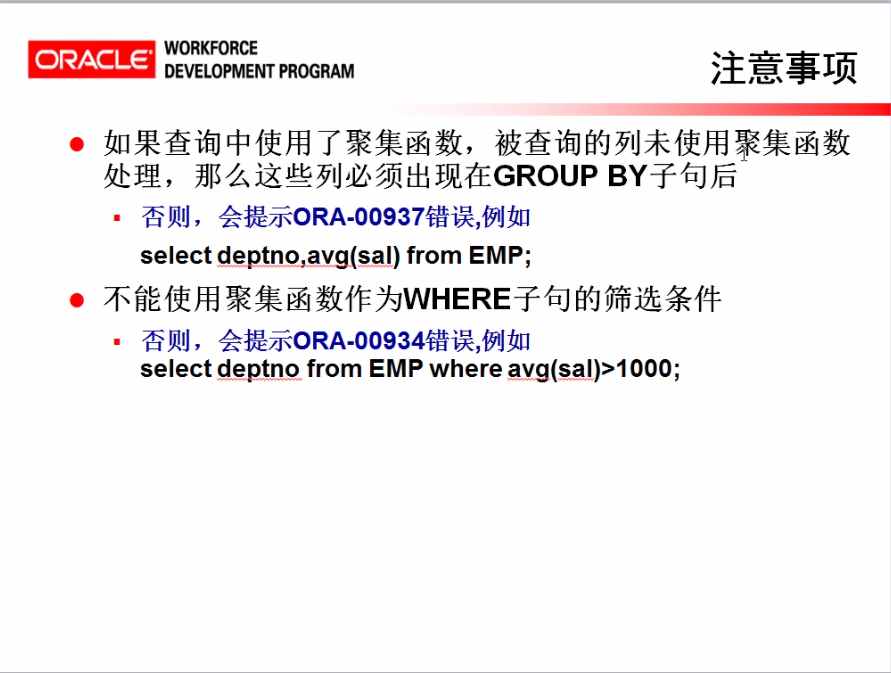 ORACLE
WORKFORCE
DEVELOPMENT PROGRAM
注意事项
如果查询中使用了聚集函数，被查询的列未使用聚集函数
处理，那么这些列必须出现在GROUP BY子句后
否则，会提示ORA-00937错误,例如
select deptno,avg(sal) from EMP;
不能使用聚集函数作为WHERE子句的筛选条件
否则，会提示ORA-00934错误,例如
select deptno from EMP where avg(sal)>1000;